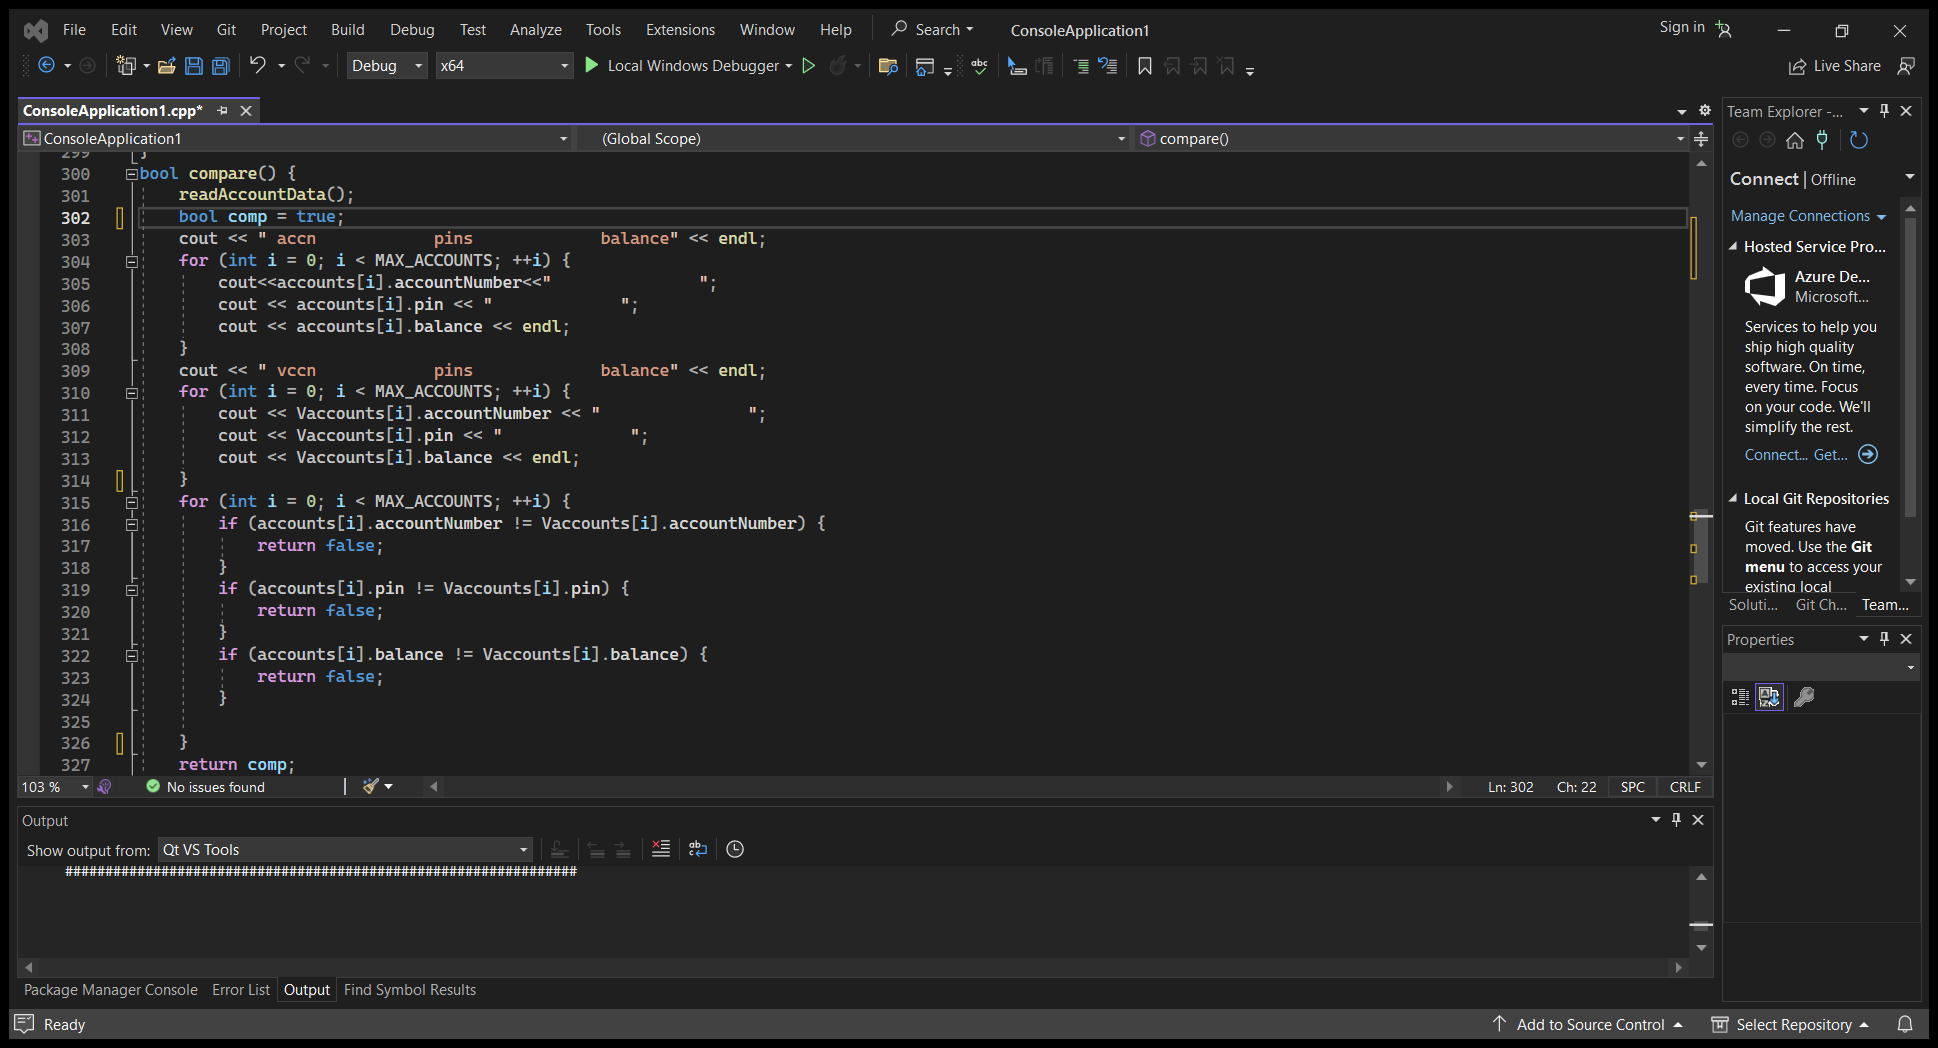 File Edit View Git Project Build Debug Test Analyze Tools Extensions Window Help Search ConsoleApplication1 Sign in
Debug x64 Local Windows Debugger Live Share
ConsoleApplication1.cpp*
ConsoleApplication1 (Global Scope) compare()
299 }
300 bool compare() {
301 readAccountData();
302 bool comp = true;
303 cout << " accn            pins             balance" << endl;
304 for (int i = 0; i < MAX_ACCOUNTS; ++i) {
305 cout<<accounts[i].accountNumber<<"               ";
306 cout << accounts[i].pin << "             ";
307 cout << accounts[i].balance << endl;
308 }
309 cout << " vccn            pins             balance" << endl;
310 for (int i = 0; i < MAX_ACCOUNTS; ++i) {
311 cout << Vaccounts[i].accountNumber << "               ";
312 cout << Vaccounts[i].pin << "             ";
313 cout << Vaccounts[i].balance << endl;
314 }
315 for (int i = 0; i < MAX_ACCOUNTS; ++i) {
316 if (accounts[i].accountNumber != Vaccounts[i].accountNumber) {
317 return false;
318 }
319 if (accounts[i].pin != Vaccounts[i].pin) {
320 return false;
321 }
322 if (accounts[i].balance != Vaccounts[i].balance) {
323 return false;
324 }
325
326 }
327 return comp;
103 % No issues found Ln: 302 Ch: 22 SPC CRLF
Output
Show output from: Qt VS Tools
################################################################
Package Manager Console Error List Output Find Symbol Results
Team Explorer -...
Connect | Offline
Manage Connections
Hosted Service Pro...
Azure De...
Microsoft...
Services to help you
ship high quality
software. On time,
every time. Focus
on your code. We'll
simplify the rest.
Connect... Get...
Local Git Repositories
Git features have
moved. Use the Git
menu to access your
existing local
Soluti... Git Ch... Team...
Properties
Ready Add to Source Control Select Repository